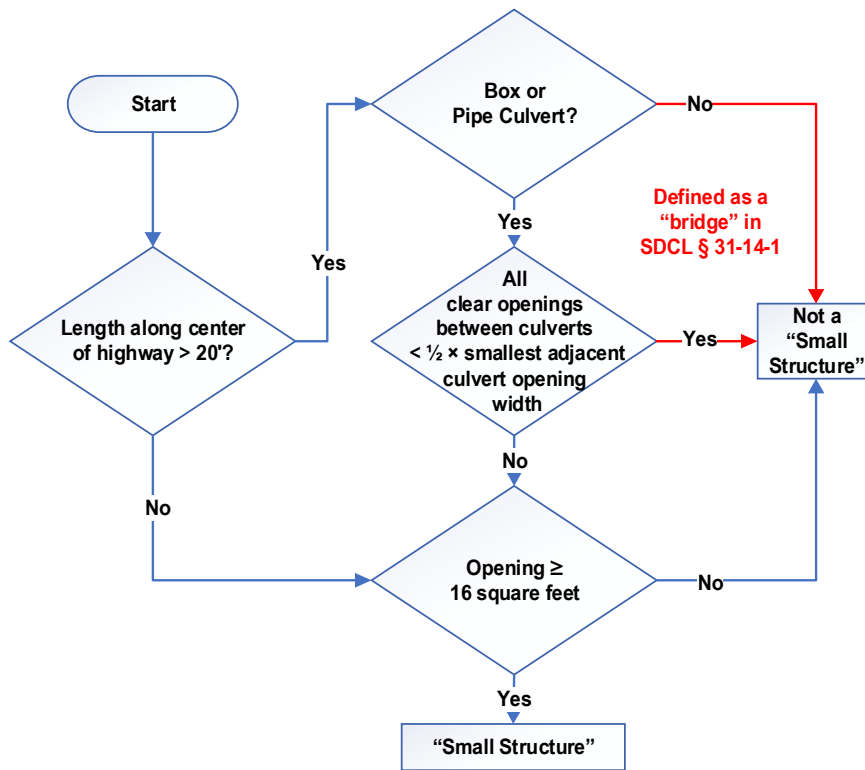 Start
Box or
Pipe Culvert?
No
Yes
Defined as a
“bridge” in
SDCL § 31-14-1
Yes
Length along center
of highway > 20'?
All
clear openings
between culverts
< ½ × smallest adjacent
culvert opening
width
Yes
Not a
“Small
Structure”
No
No
Opening ≥
16 square feet
No
Yes
“Small Structure”